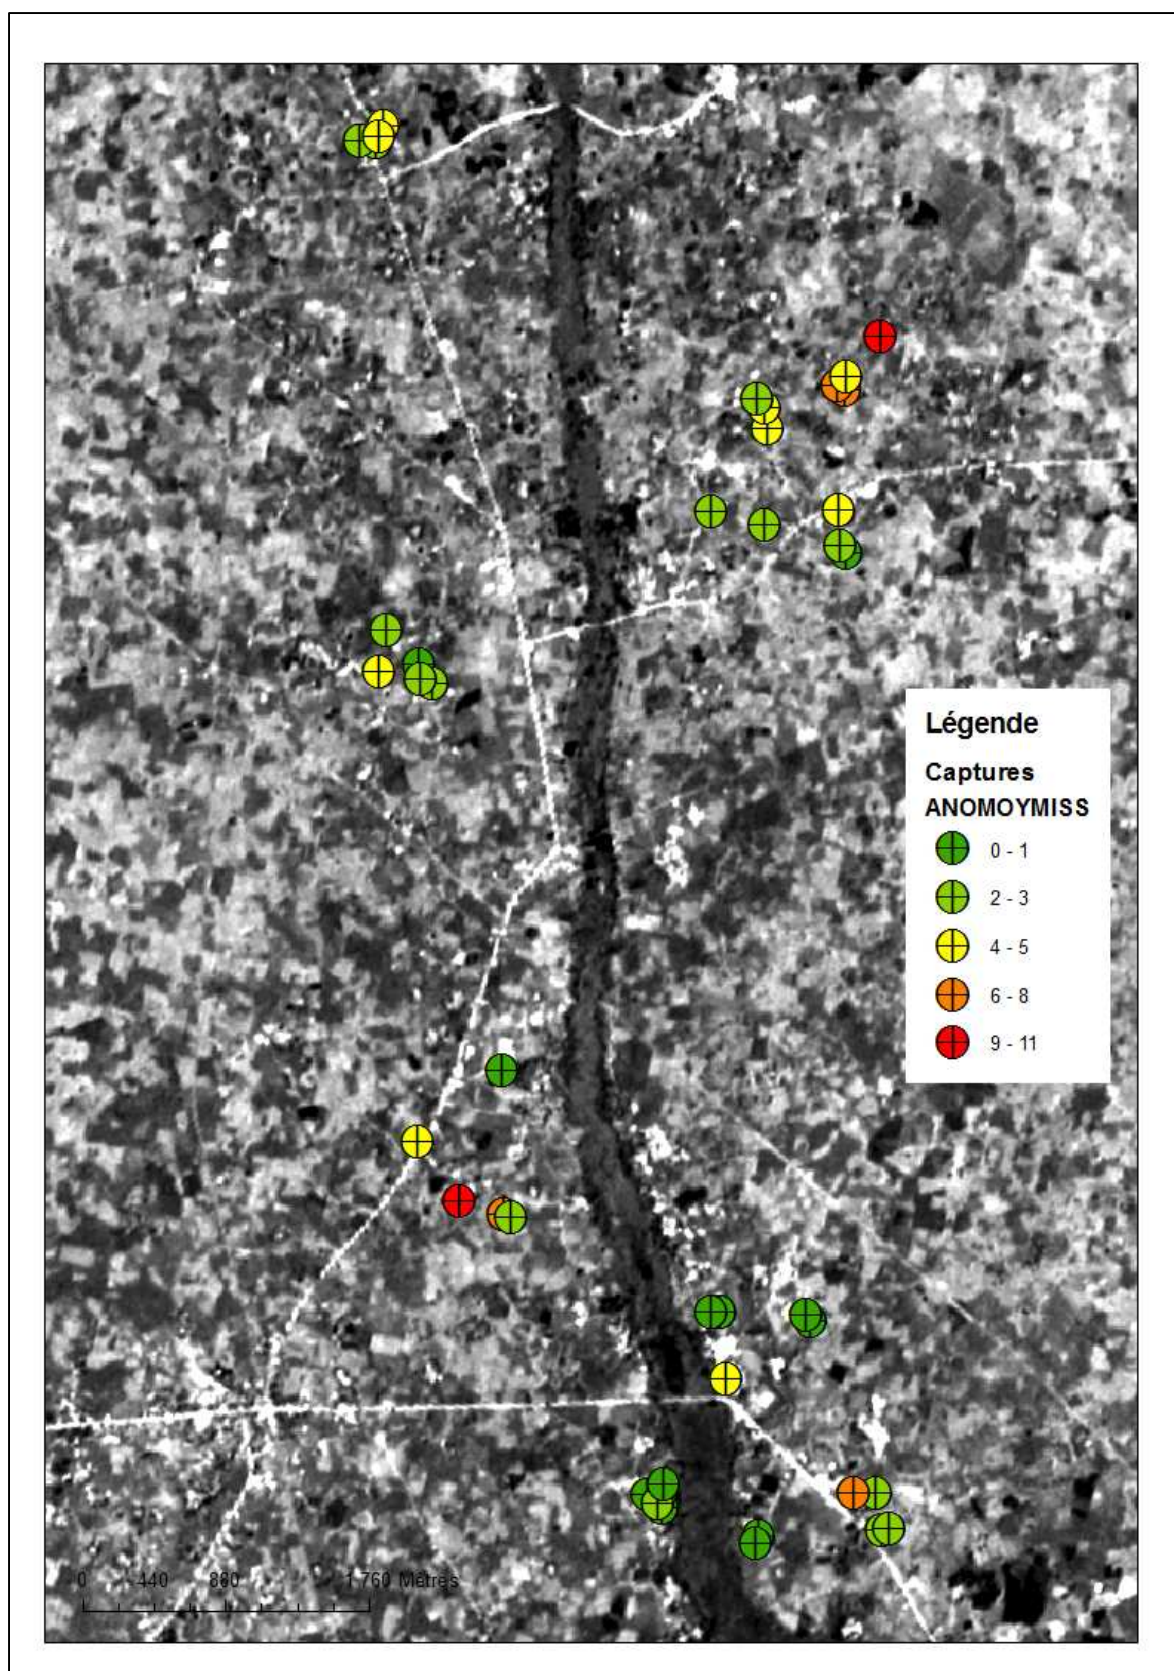 Légende
Captures
ANOMOYMISS
0 - 1
2 - 3
4 - 5
6 - 8
9 - 11
0 440 880 1 760 Mètres